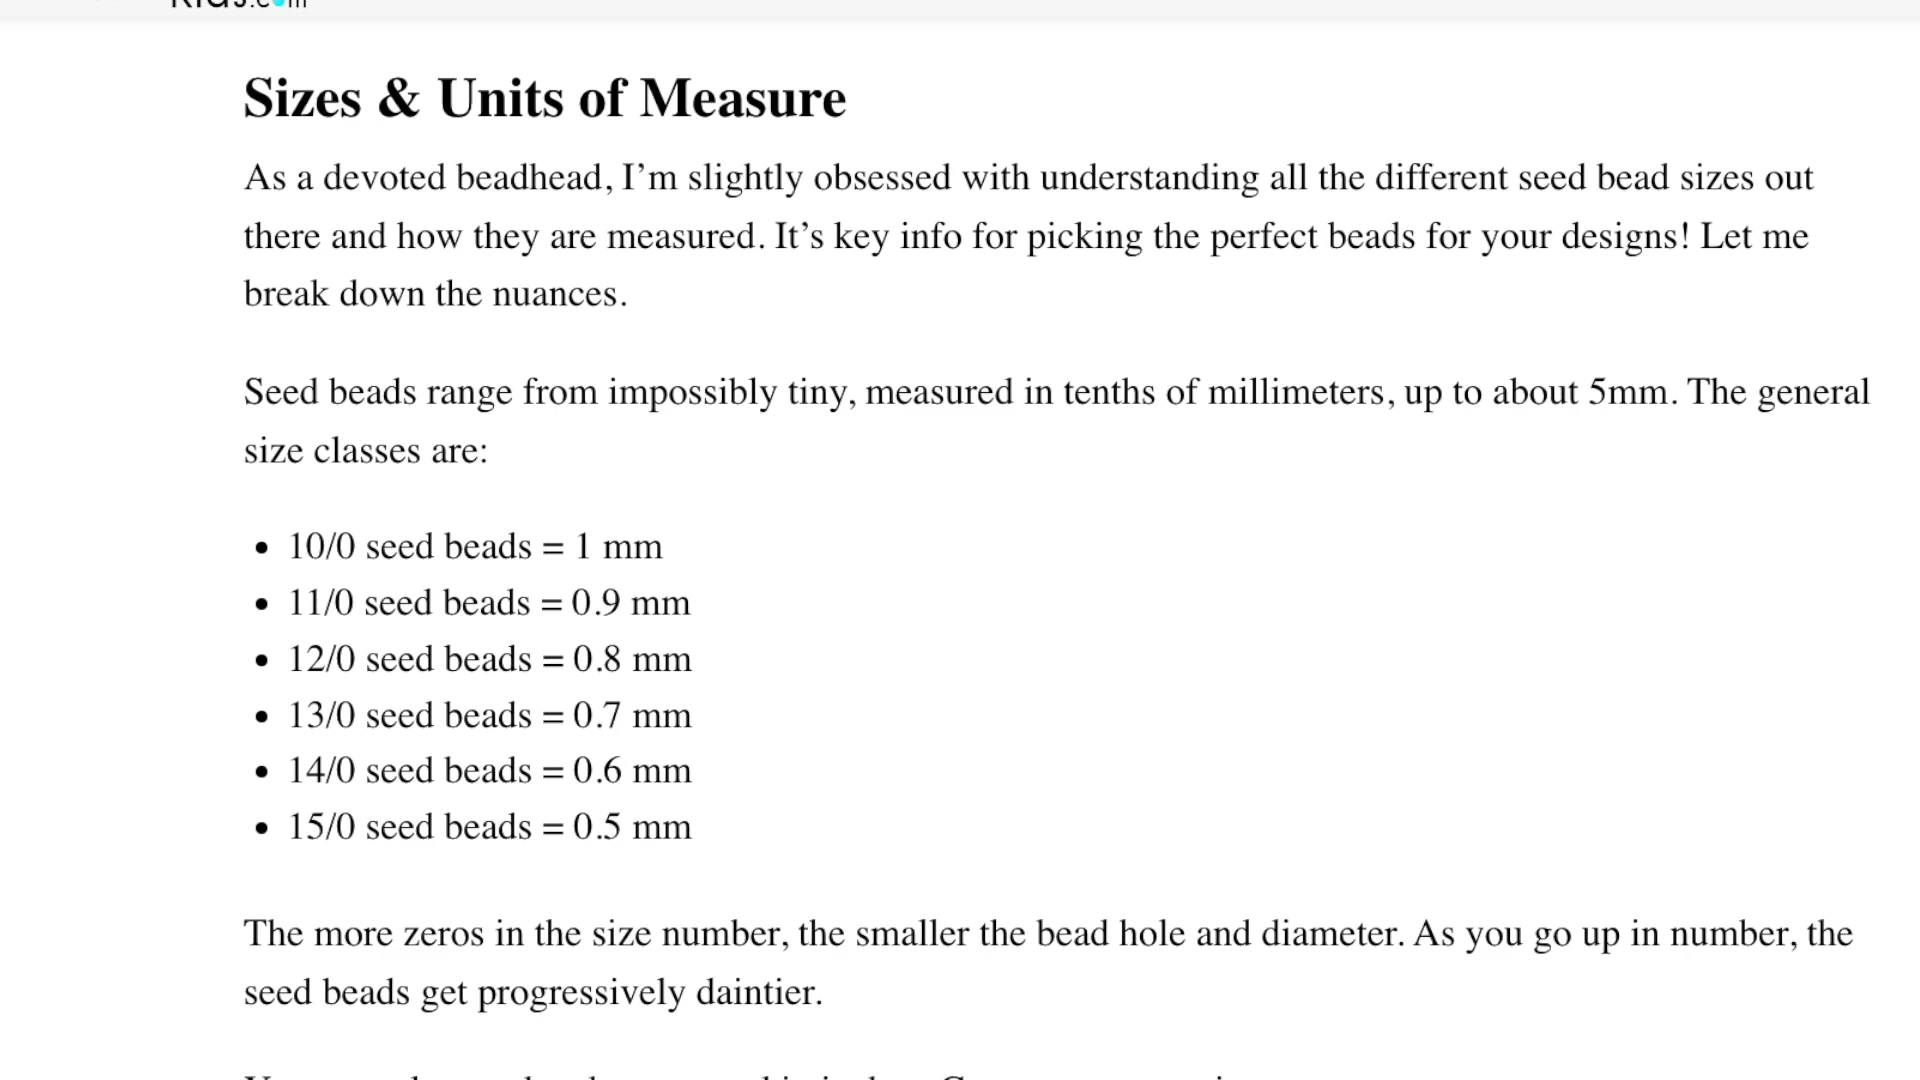 Sizes & Units of Measure
As a devoted beadhead, I’m slightly obsessed with understanding all the different seed bead sizes out
there and how they are measured. It’s key info for picking the perfect beads for your designs! Let me
break down the nuances.
Seed beads range from impossibly tiny, measured in tenths of millimeters, up to about 5mm. The general
size classes are:
• 10/0 seed beads = 1 mm
• 11/0 seed beads = 0.9 mm
• 12/0 seed beads = 0.8 mm
• 13/0 seed beads = 0.7 mm
• 14/0 seed beads = 0.6 mm
• 15/0 seed beads = 0.5 mm
The more zeros in the size number, the smaller the bead hole and diameter. As you go up in number, the
seed beads get progressively daintier.